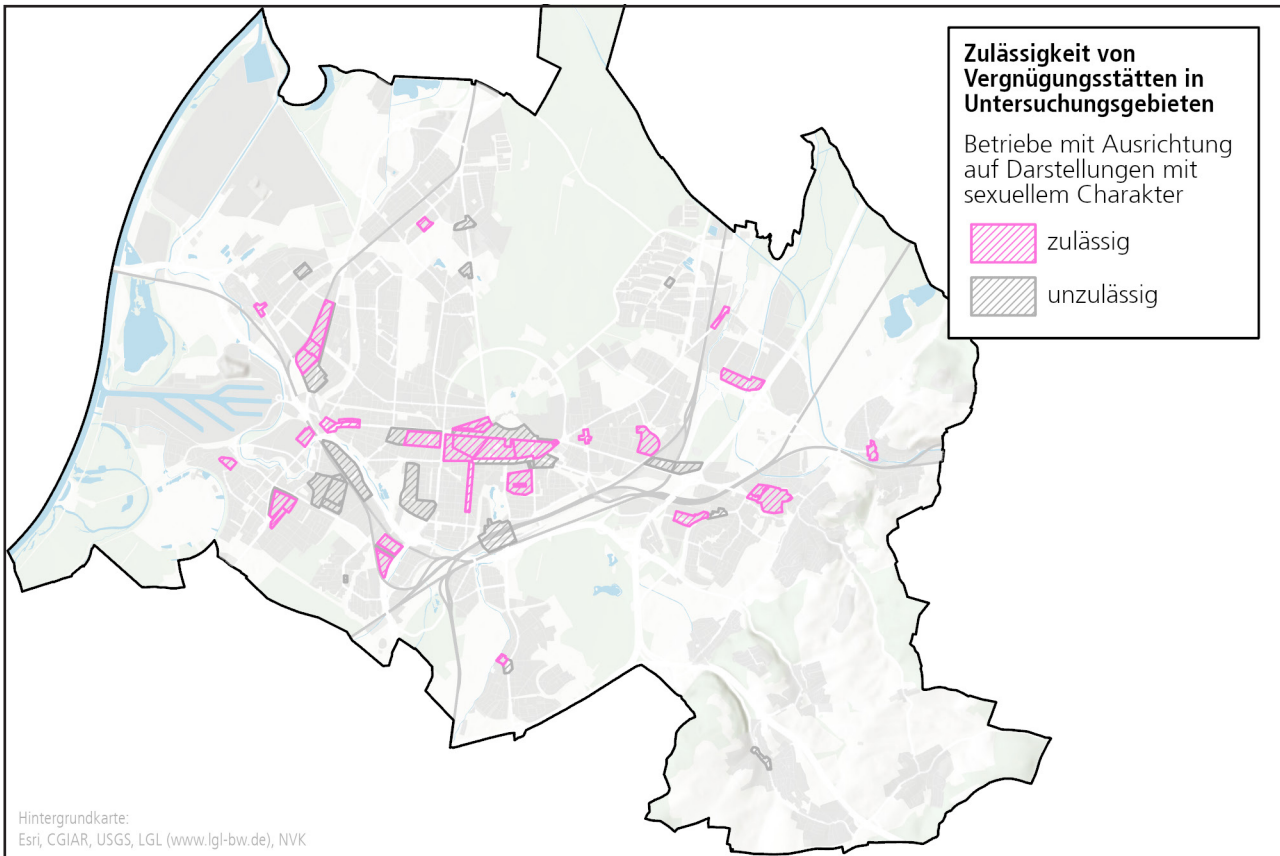 Zulässigkeit von
Vergnügungsstätten in
Untersuchungsgebieten
Betriebe mit Ausrichtung
auf Darstellungen mit
sexuellem Charakter
zulässig
unzulässig
Hintergrundkarte:
Esri, CGIAR, USGS, LGL (www.lgl-bw.de), NVK